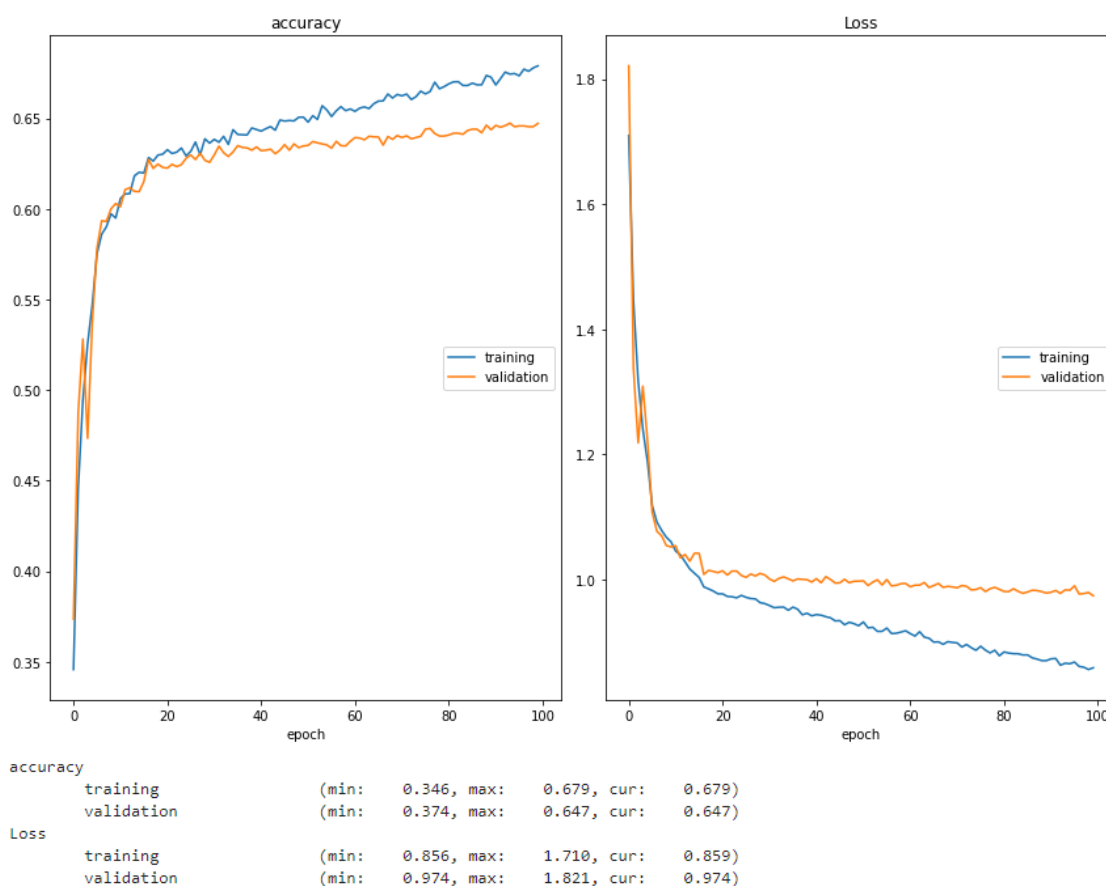 accuracy
0.65
0.60
0.55
0.50
0.45
0.40
0.35
training
validation
0
20
40
60
80
100
epoch
Loss
1.8
1.6
1.4
1.2
1.0
training
validation
0
20
40
60
80
100
epoch
accuracy
training (min: 0.346, max: 0.679, cur: 0.679)
validation (min: 0.374, max: 0.647, cur: 0.647)
Loss
training (min: 0.856, max: 1.710, cur: 0.859)
validation (min: 0.974, max: 1.821, cur: 0.974)